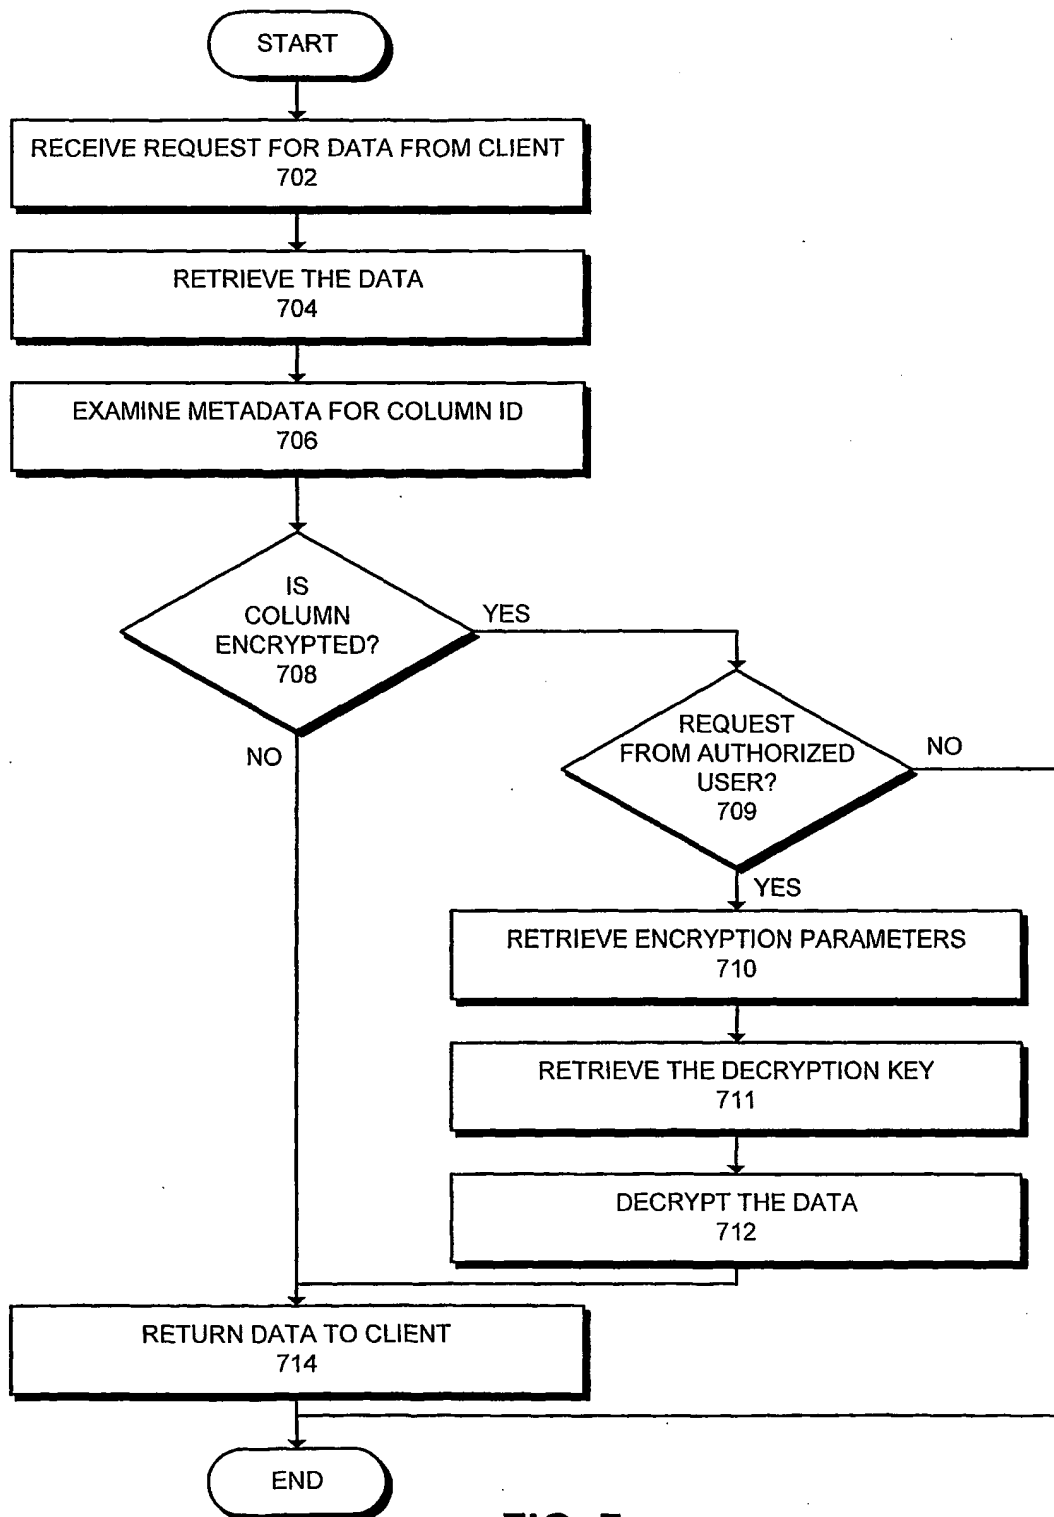 START
RECEIVE REQUEST FOR DATA FROM CLIENT
702
RETRIEVE THE DATA
704
EXAMINE METADATA FOR COLUMN ID
706
IS
COLUMN
ENCRYPTED?
708
YES
NO
REQUEST
FROM AUTHORIZED
USER?
709
NO
YES
RETRIEVE ENCRYPTION PARAMETERS
710
RETRIEVE THE DECRYPTION KEY
711
DECRYPT THE DATA
712
RETURN DATA TO CLIENT
714
END